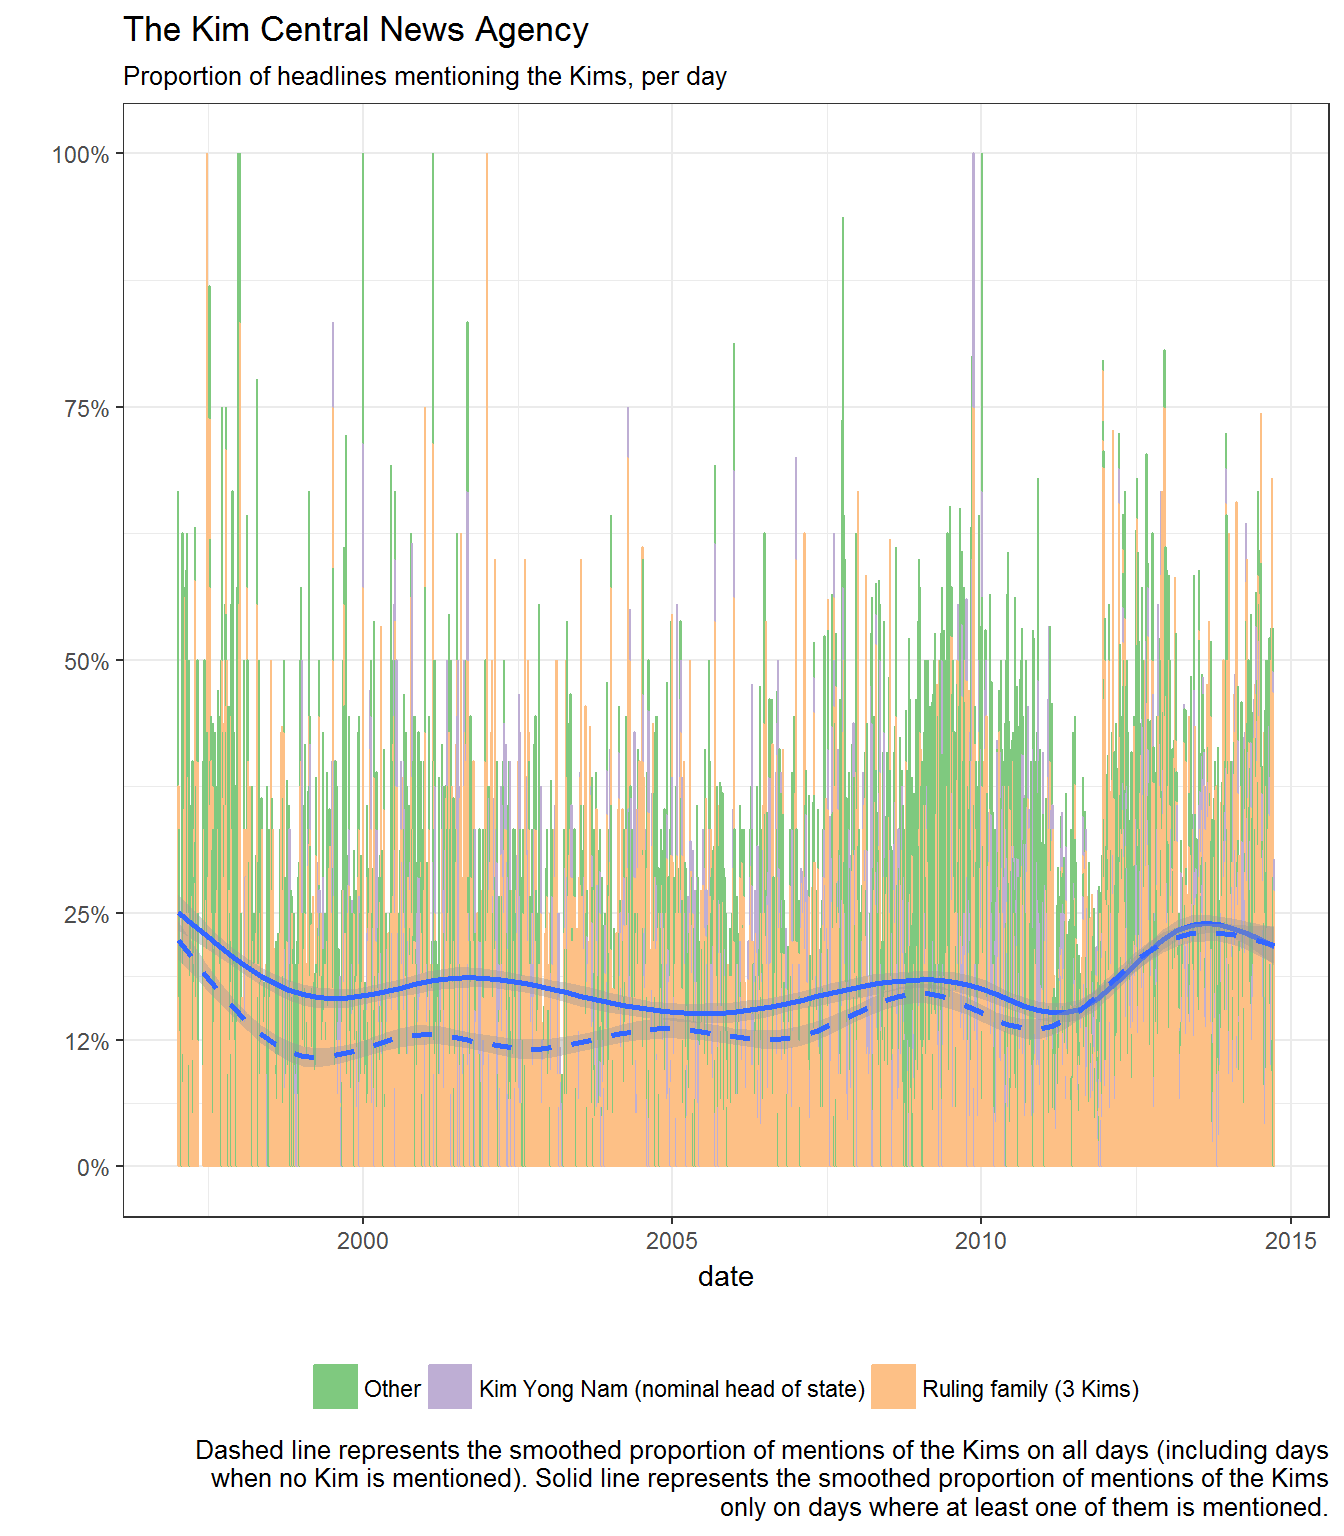 The Kim Central News Agency
Proportion of headlines mentioning the Kims, per day
100%
75%
50%
25%
12%
0%
2000
2005
2010
2015
date
Other
Kim Yong Nam (nominal head of state)
Ruling family (3 Kims)
Dashed line represents the smoothed proportion of mentions of the Kims on all days (including days
when no Kim is mentioned). Solid line represents the smoothed proportion of mentions of the Kims
only on days where at least one of them is mentioned.